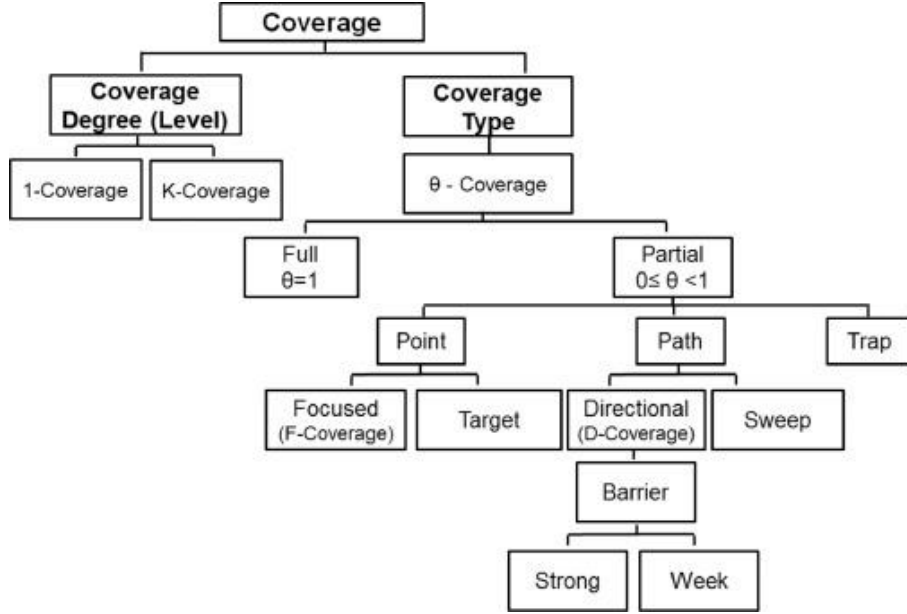 Coverage
Coverage
Degree (Level)
Coverage
Type
1-Coverage
K-Coverage
θ - Coverage
Full
θ=1
Partial
0≤ θ <1
Point
Path
Trap
Focused
(F-Coverage)
Target
Directional
(D-Coverage)
Sweep
Barrier
Strong
Week